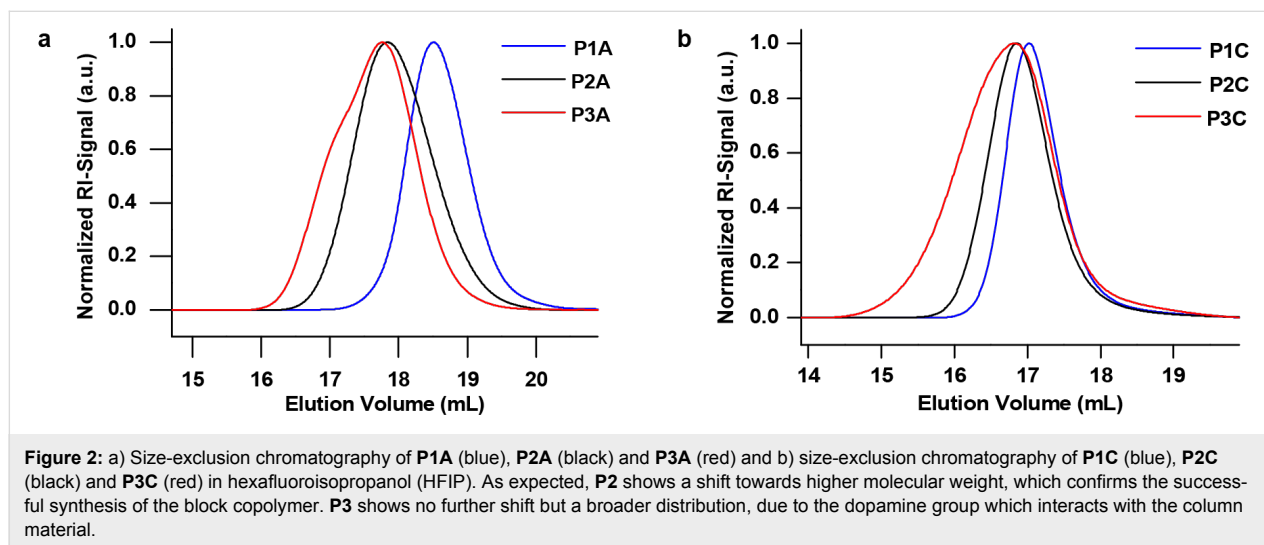 a
1.0
0.8
0.6
0.4
0.2
0.0
Normalized RI-Signal (a.u.)
P1A
P2A
P3A
15 16 17 18 19 20
Elution Volume (mL)
b
1.0
0.8
0.6
0.4
0.2
0.0
Normalized RI-Signal (a.u.)
P1C
P2C
P3C
14 15 16 17 18 19
Elution Volume (mL)
Figure 2: a) Size-exclusion chromatography of P1A (blue), P2A (black) and P3A (red) and b) size-exclusion chromatography of P1C (blue), P2C
(black) and P3C (red) in hexafluoroisopropanol (HFIP). As expected, P2 shows a shift towards higher molecular weight, which confirms the success-
ful synthesis of the block copolymer. P3 shows no further shift but a broader distribution, due to the dopamine group which interacts with the column
material.